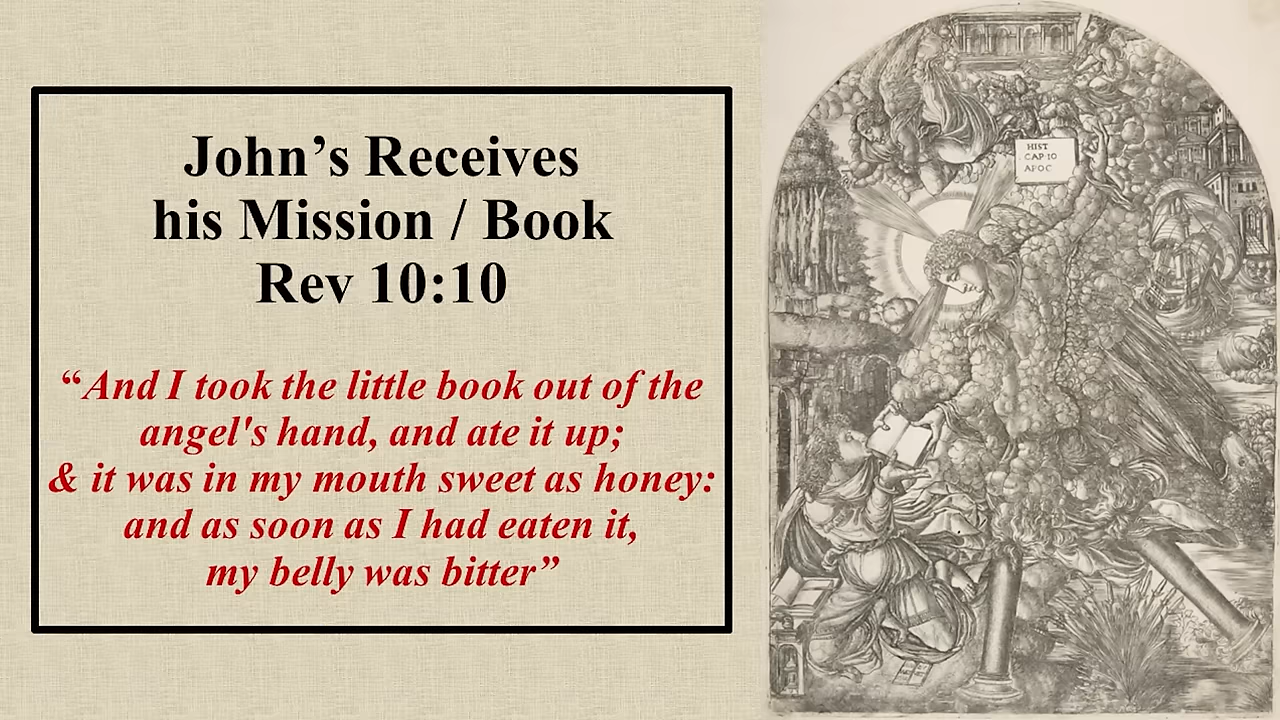 John’s Receives
his Mission / Book
Rev 10:10
“And I took the little book out of the
angel's hand, and ate it up;
& it was in my mouth sweet as honey:
and as soon as I had eaten it,
my belly was bitter”
HIST
CAP·10
APOC